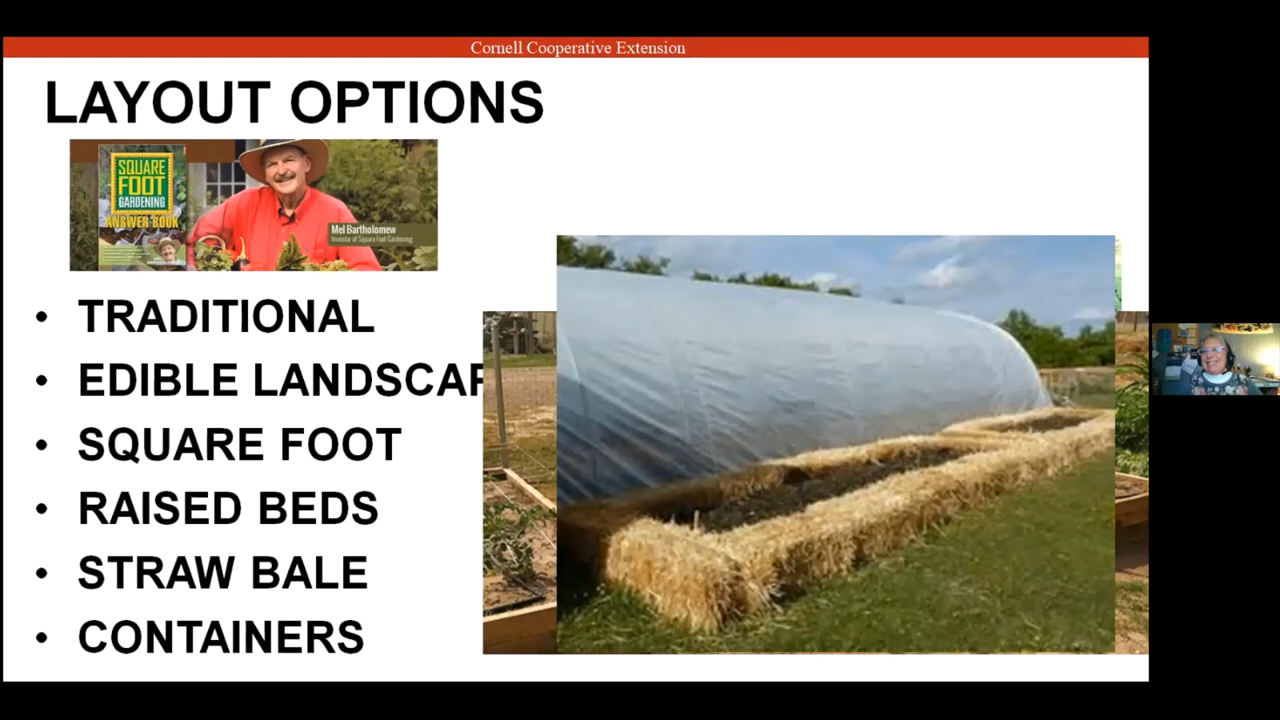 Cornell Cooperative Extension
LAYOUT OPTIONS
SQUARE
FOOT
GARDENING
ANSWER BOOK
Mel Bartholomew
Inventor of Square Foot Gardening
• TRADITIONAL
• EDIBLE LANDSCAP
• SQUARE FOOT
• RAISED BEDS
• STRAW BALE
• CONTAINERS